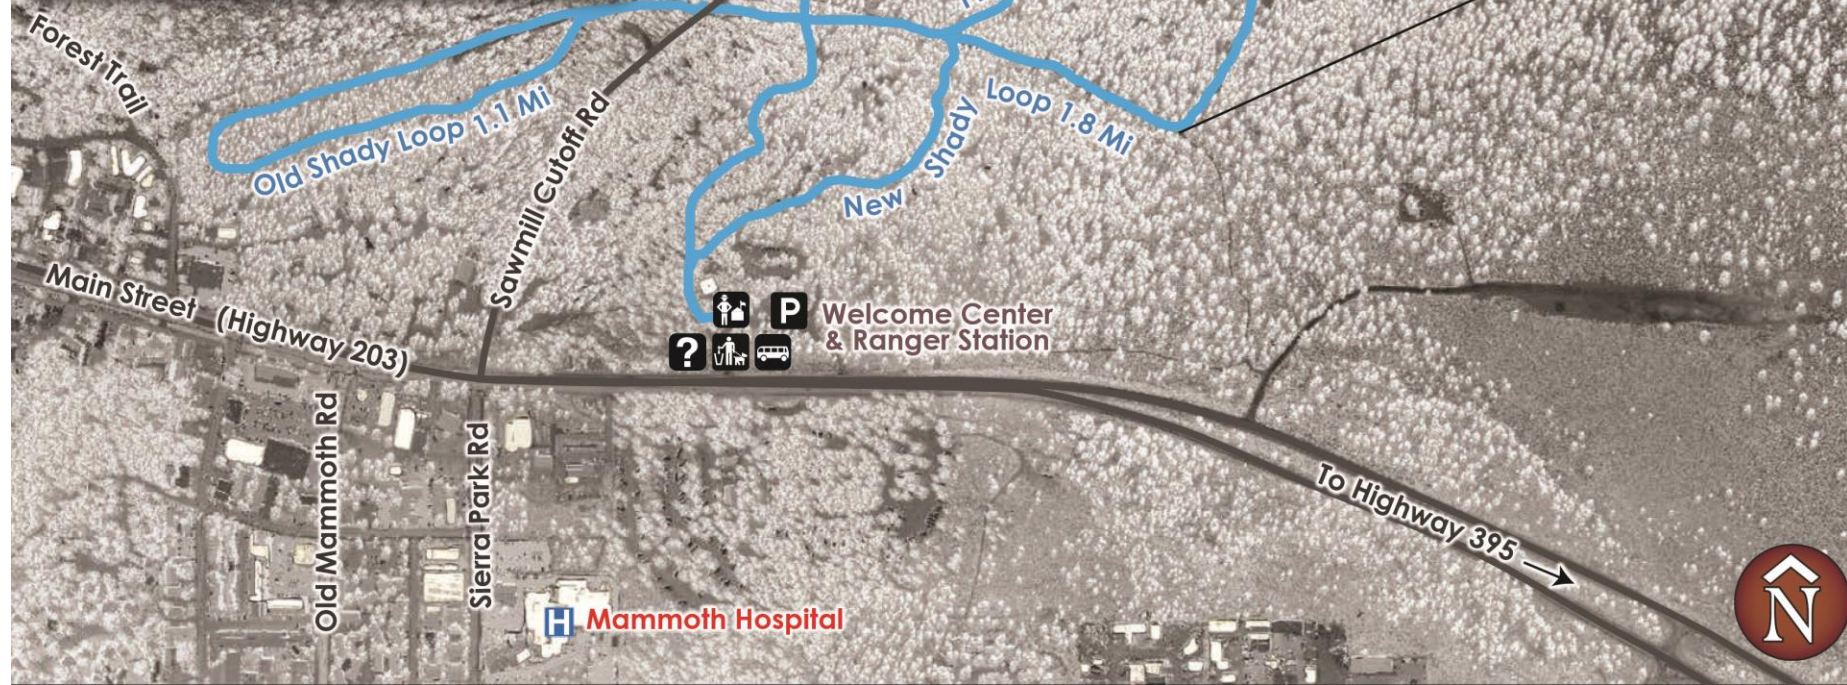 Forest Trail
Old Shady Loop 1.1 Mi
Sawmill Cutoff Rd
New Shady Loop 1.8 Mi
Main Street (Highway 203)
P
Welcome Center
& Ranger Station
?
Old Mammoth Rd
Sierra Park Rd
To Highway 395
H Mammoth Hospital
N